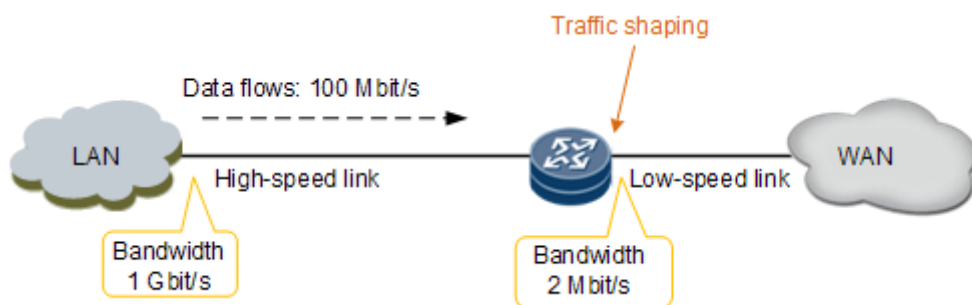 Traffic shaping
Data flows: 100 Mbit/s
LAN
WAN
High-speed link
Low-speed link
Bandwidth
1 Gbit/s
Bandwidth
2 Mbit/s